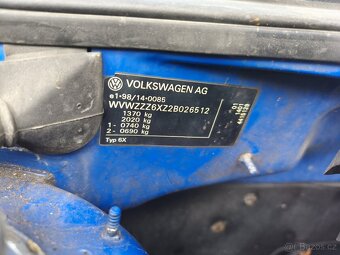 VOLKSWAGEN AG
e1*98/14*0085
WVWZZZ6XZ2B026512
1370 kg
2020 kg
1- 0740 kg
2- 0690 kg
Typ 6X